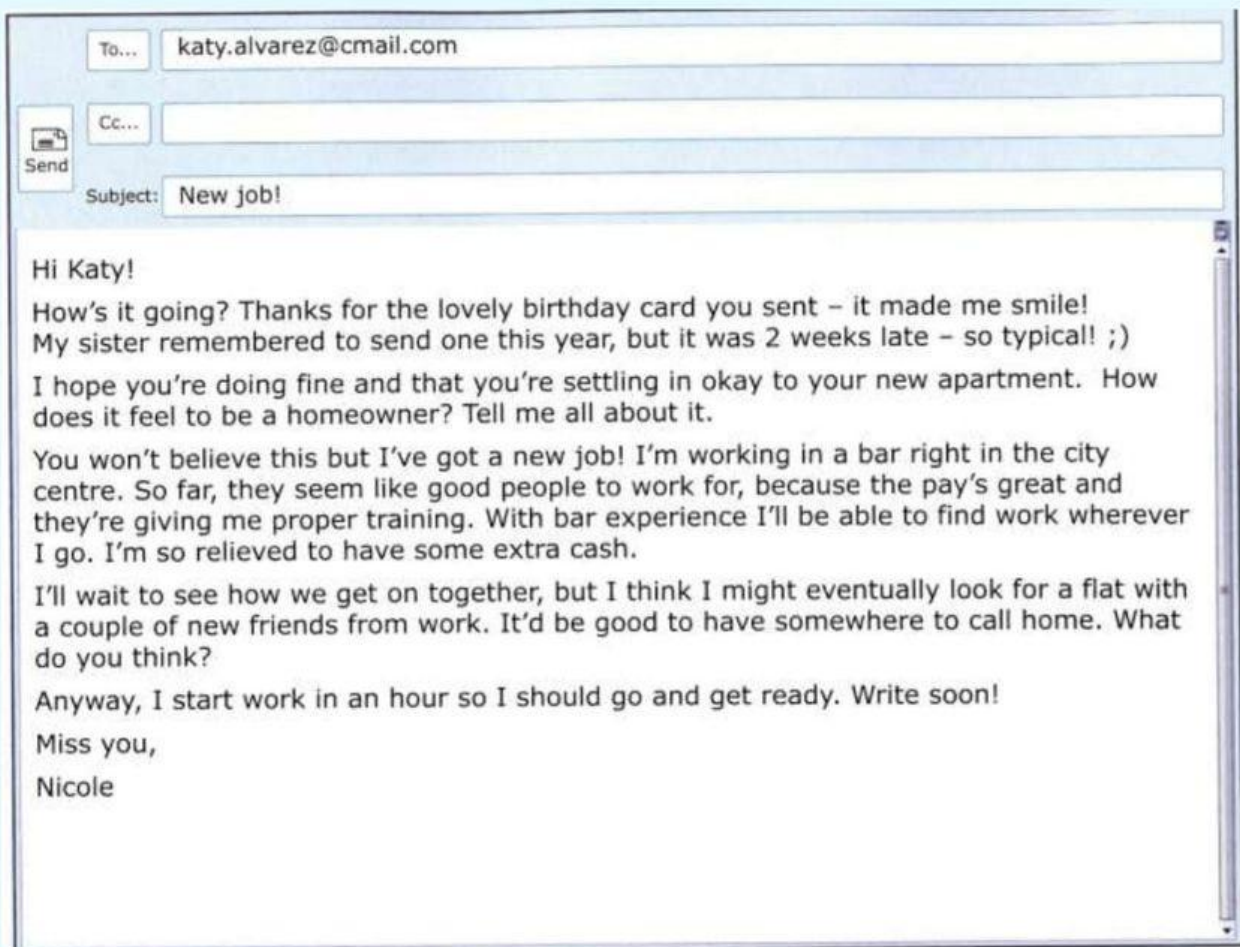 To...
katy.alvarez@cmail.com
Cc...
Send
Subject:
New job!
Hi Katy!
How's it going? Thanks for the lovely birthday card you sent – it made me smile!
My sister remembered to send one this year, but it was 2 weeks late – so typical! ;)
I hope you're doing fine and that you're settling in okay to your new apartment.  How
does it feel to be a homeowner? Tell me all about it.
You won't believe this but I've got a new job! I'm working in a bar right in the city
centre. So far, they seem like good people to work for, because the pay's great and
they're giving me proper training. With bar experience I'll be able to find work wherever
I go. I'm so relieved to have some extra cash.
I'll wait to see how we get on together, but I think I might eventually look for a flat with
a couple of new friends from work. It'd be good to have somewhere to call home. What
do you think?
Anyway, I start work in an hour so I should go and get ready. Write soon!
Miss you,
Nicole